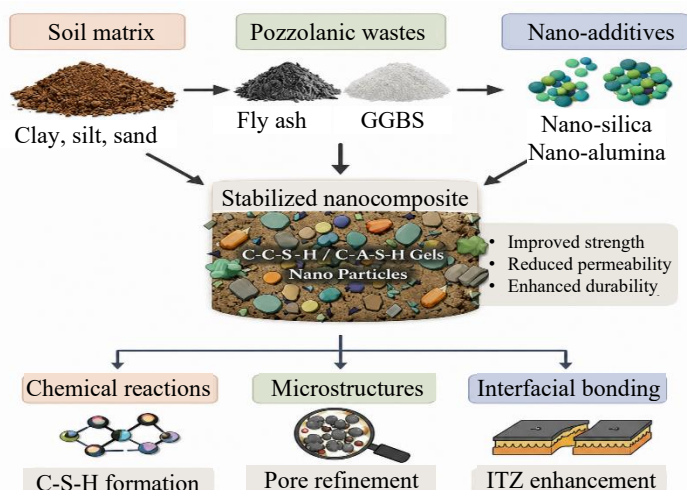 Soil matrix
Pozzolanic wastes
Nano-additives
Clay, silt, sand
Fly ash
GGBS
Nano-silica
Nano-alumina
Stabilized nanocomposite
C-C-S-H / C-A-S-H Gels
Nano Particles
• Improved strength
• Reduced permeability
• Enhanced durability
Chemical reactions
Microstructures
Interfacial bonding
C-S-H formation
Pore refinement
ITZ enhancement